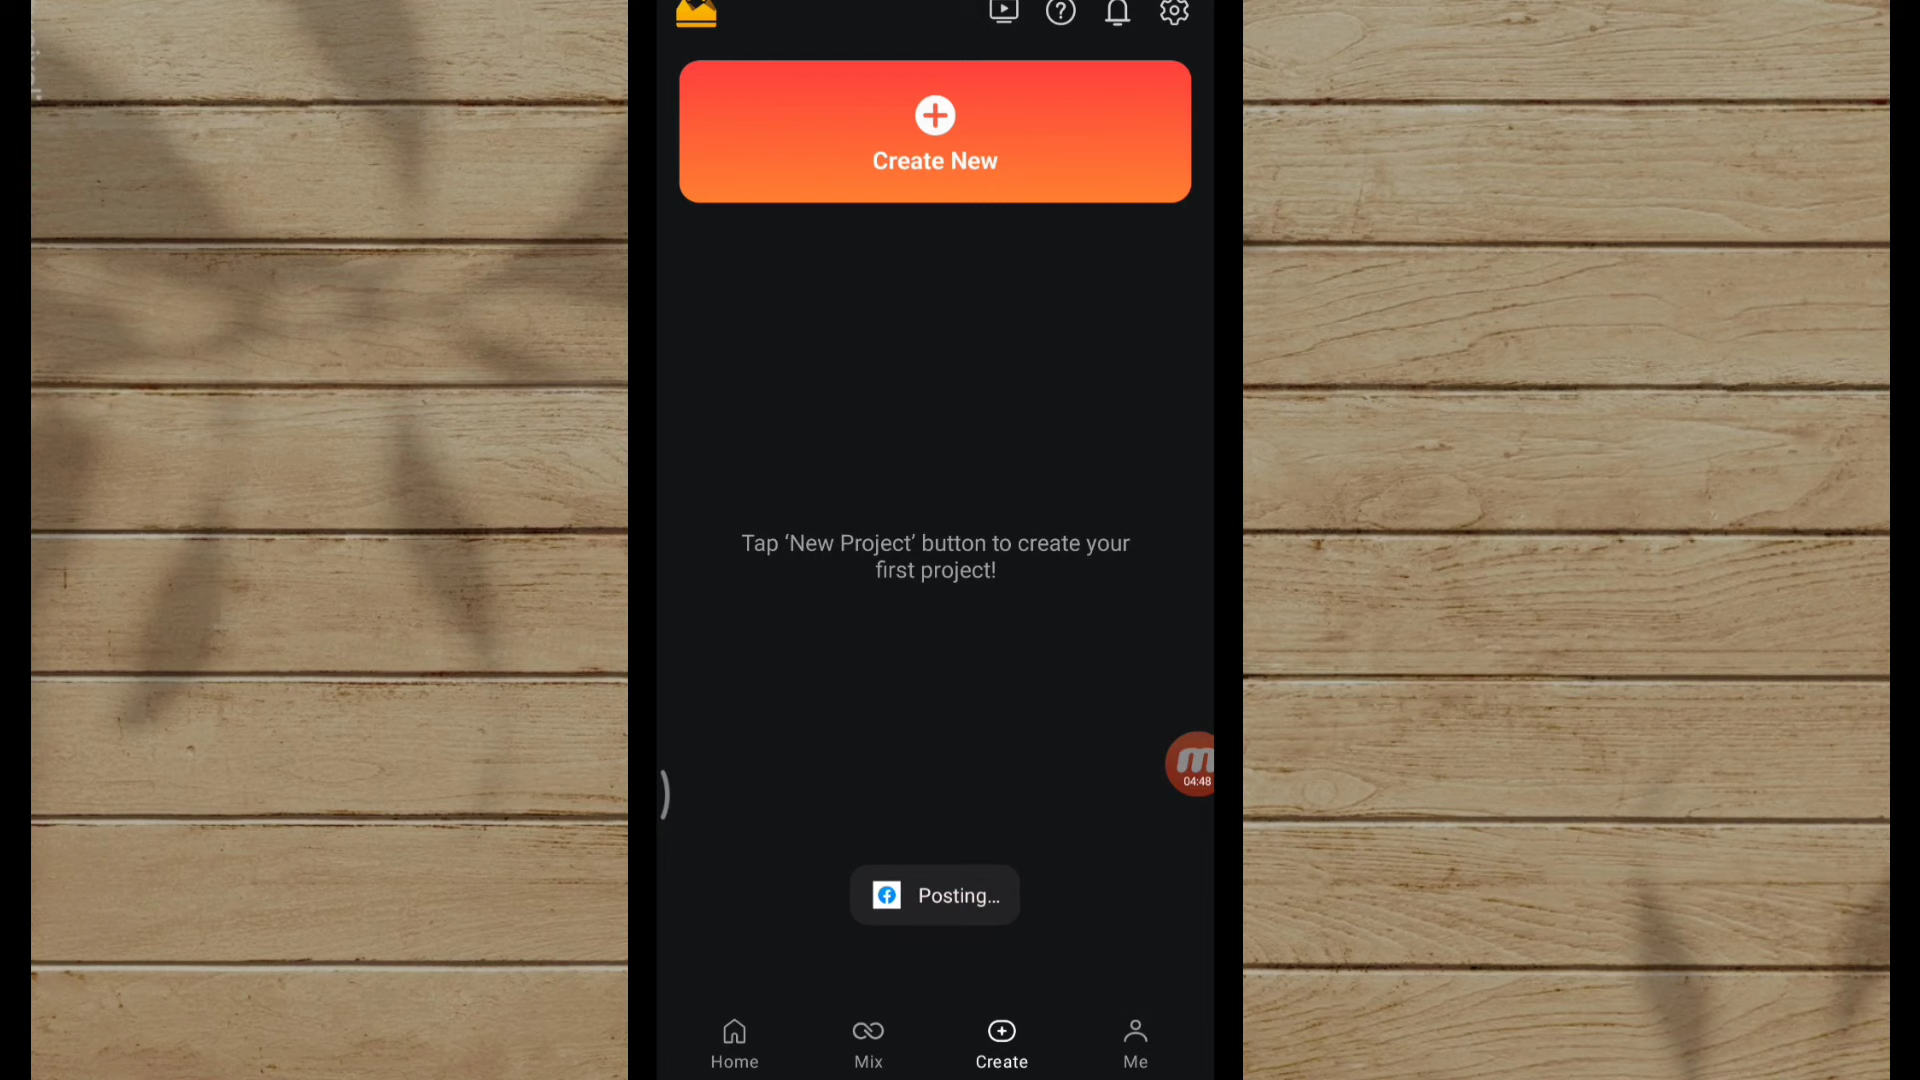 Create New
Tap ‘New Project’ button to create your
first project!
04:48
Posting...
Home
Mix
Create
Me